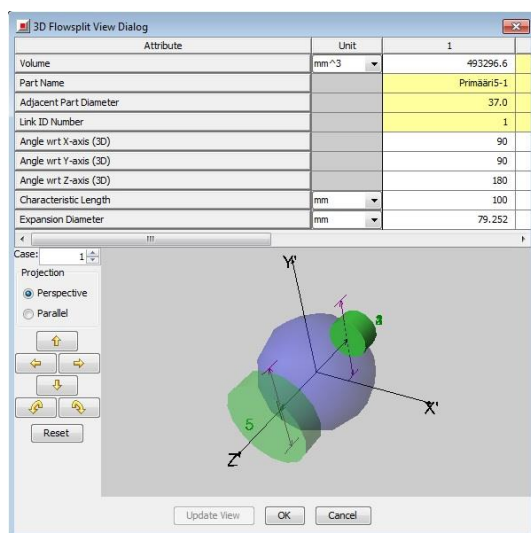 3D Flowsplit View Dialog
Attribute Unit 1
Volume mm^3 493296.6
Part Name Primääri5-1
Adjacent Part Diameter 37.0
Link ID Number 1
Angle wrt X-axis (3D) 90
Angle wrt Y-axis (3D) 90
Angle wrt Z-axis (3D) 180
Characteristic Length mm 100
Expansion Diameter mm 79.252
Case: 1
Projection
Perspective
Parallel
Reset
Y'
X'
5
Z'
Update View OK Cancel